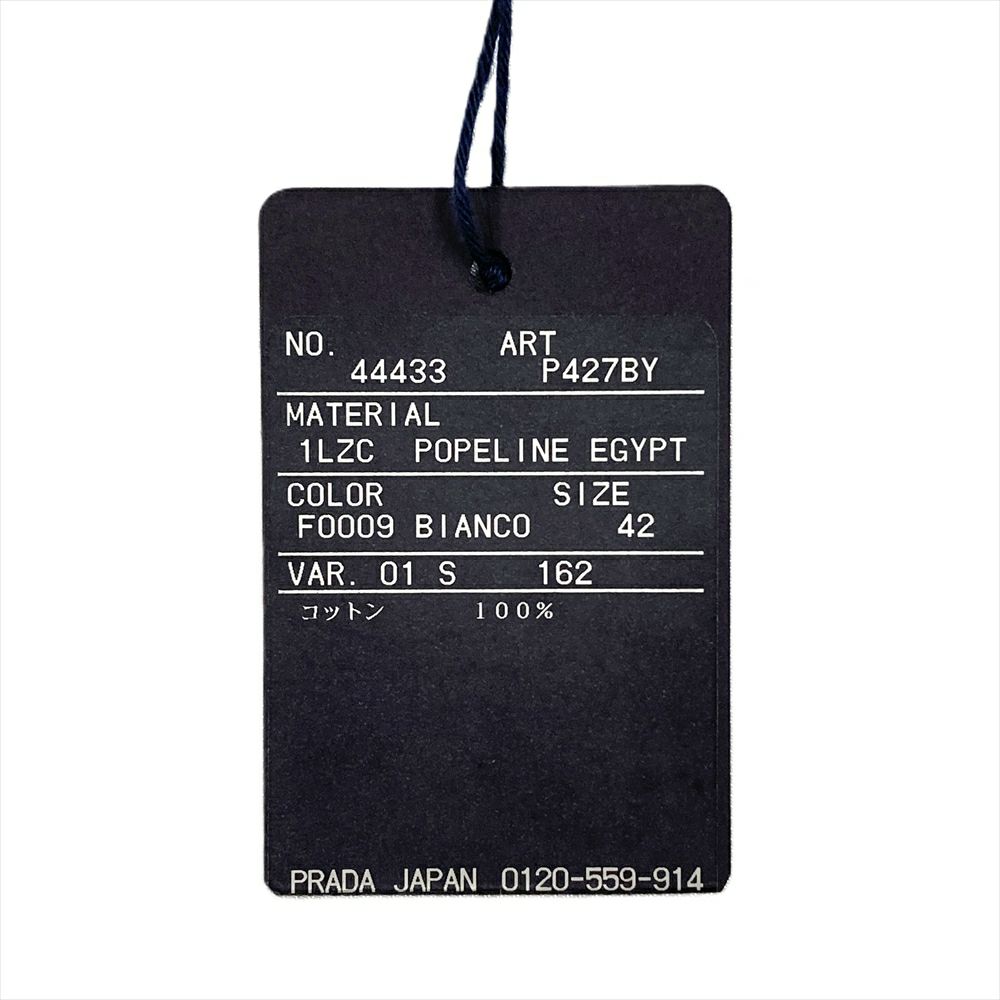 NO. ART
44433 P427BY
MATERIAL
1LZC POPELINE EGYPT
COLOR SIZE
F0009 BIANCO 42
VAR. 01 S 162
コットン 100%
PRADA JAPAN 0120-559-914